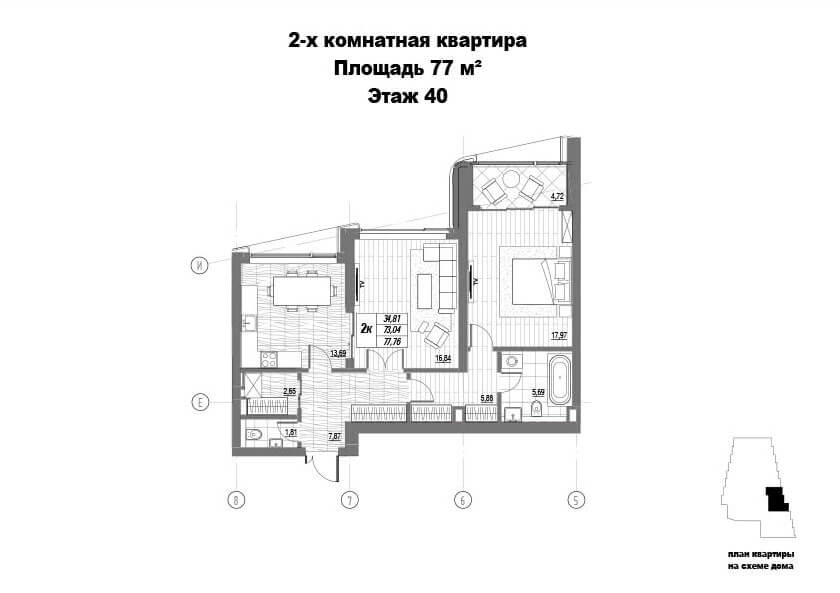 2-х комнатная квартира
Площадь 77 м²
Этаж 40
4,72
И
TV
TV
2к
34,81
73,04
77,76
17,97
13,69
16,84
2,65
5,88
5,69
Е
1,81
7,87
8
7
6
5
план квартиры
на схеме дома